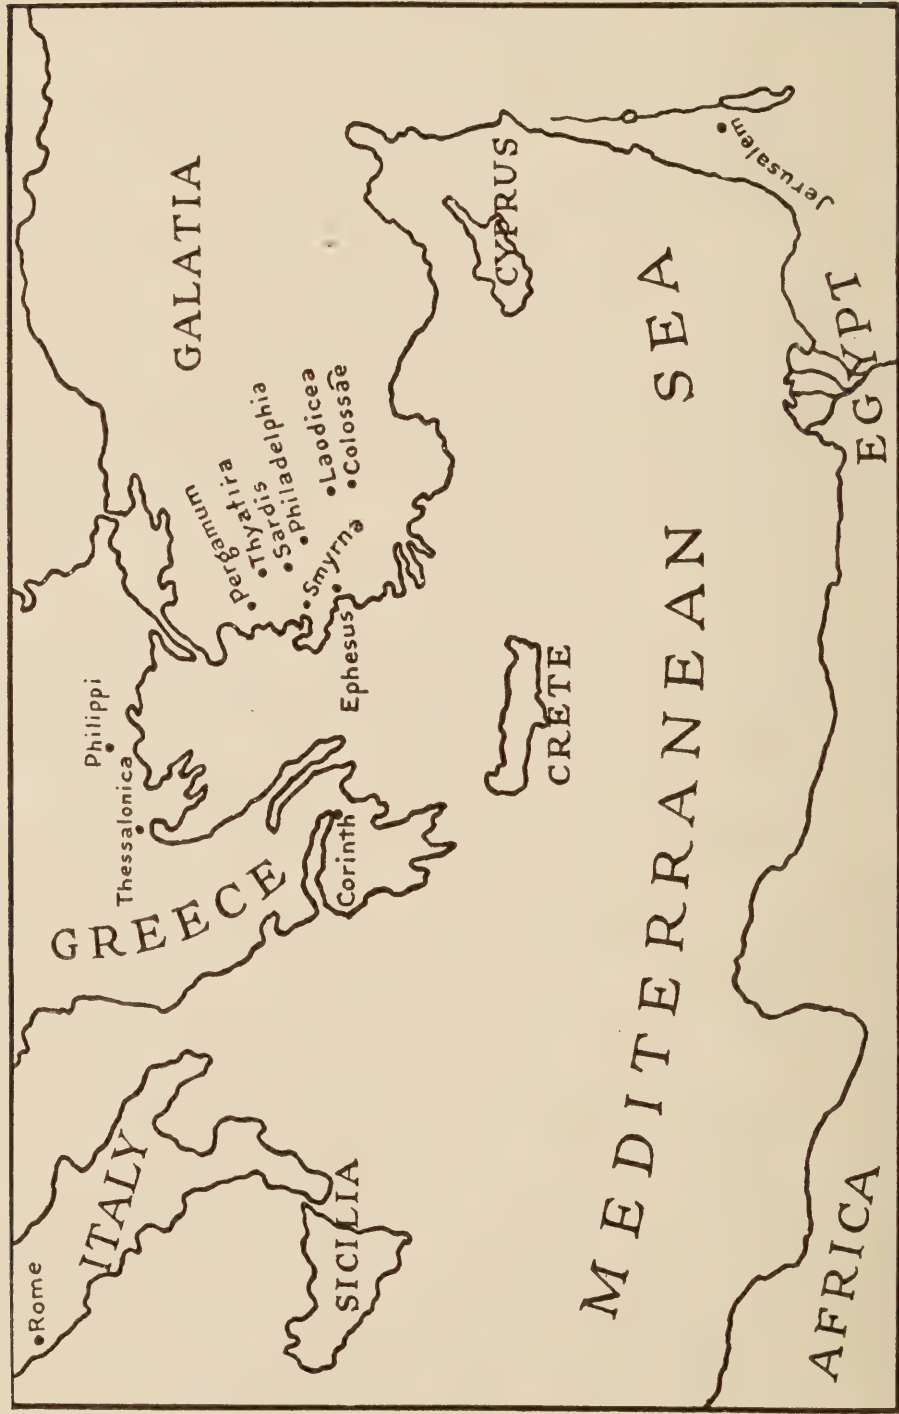 Rome
ITALY
SICILIA
GREECE
Thessalonica
Philippi
Corinth
Pergamum
Thyatira
Sardis
Philadelphia
Laodicea
Colossae
Smyrna
Ephesus
GALATIA
CRETE
CYPRUS
MEDITERRANEAN SEA
Jerusalem
EGYPT
AFRICA